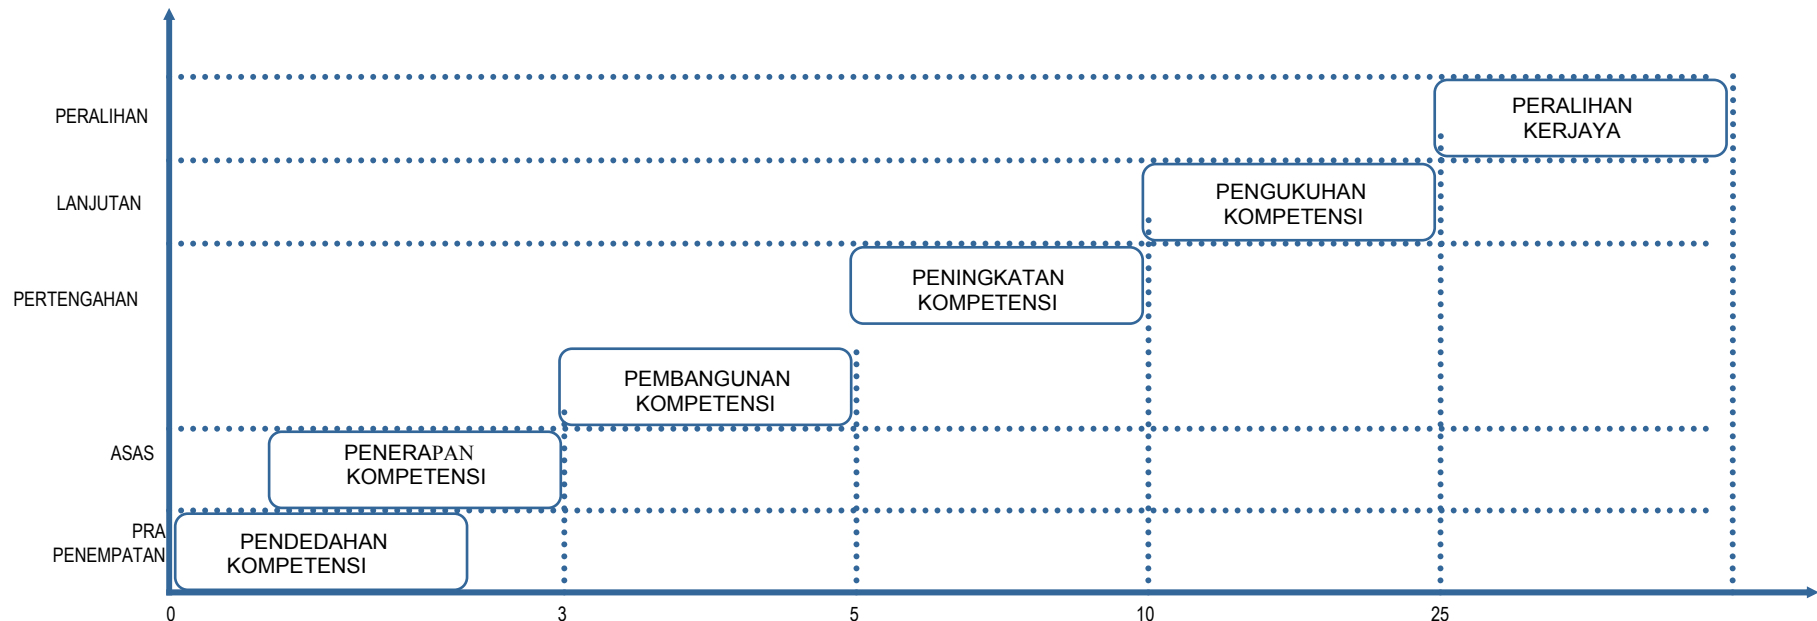 PERALIHAN
PERALIHAN
KERJAYA
LANJUTAN
PENGUKUHAN
KOMPETENSI
PERTENGAHAN
PENINGKATAN
KOMPETENSI
PEMBANGUNAN
KOMPETENSI
ASAS
PENERAPAN
KOMPETENSI
PRA
PENEMPATAN
PENDEDAHAN
KOMPETENSI
0 3 5 10 25